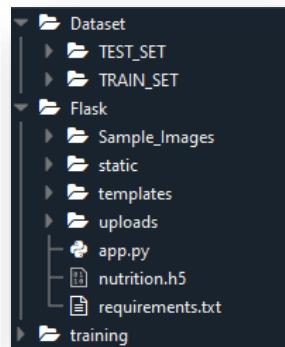 Dataset
TEST_SET
TRAIN_SET
Flask
Sample_Images
static
templates
uploads
app.py
nutrition.h5
requirements.txt
training